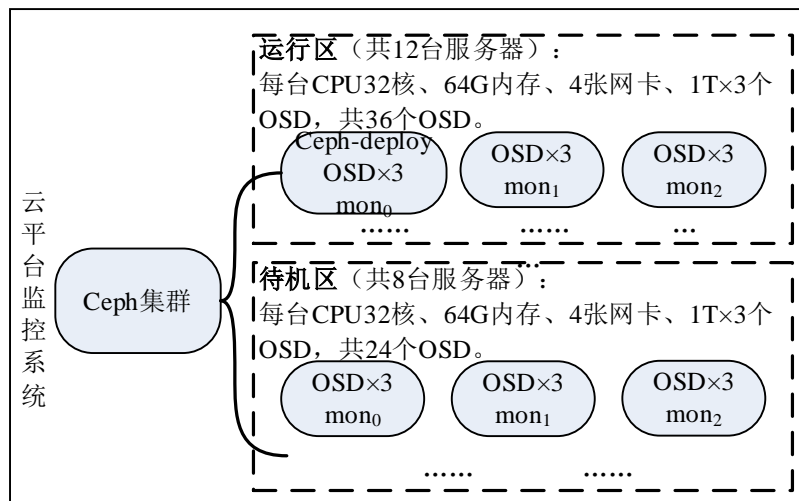 云平台监控系统
Ceph集群
运行区（共12台服务器）：
每台CPU32核、64G内存、4张网卡、1T×3个
OSD，共36个OSD。
Ceph-deploy
OSD×3
mon₀
OSD×3
mon₁
OSD×3
mon₂
……
……
…
…
待机区（共8台服务器）：
每台CPU32核、64G内存、4张网卡、1T×3个
OSD，共24个OSD。
OSD×3
mon₀
OSD×3
mon₁
OSD×3
mon₂
……
……